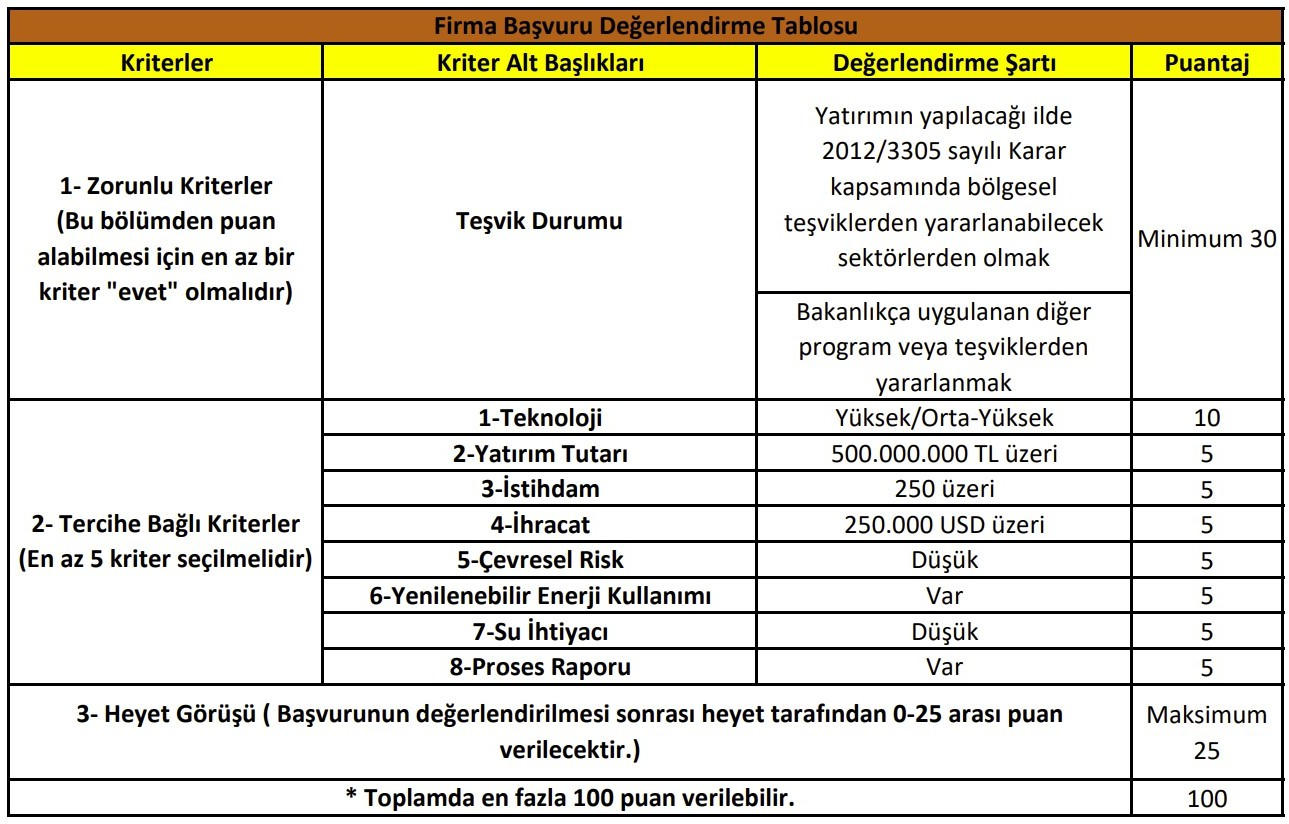 Firma Başvuru Değerlendirme Tablosu
Kriterler
Kriter Alt Başlıkları
Değerlendirme Şartı
Puantaj
1- Zorunlu Kriterler
(Bu bölümden puan
alabilmesi için en az bir
kriter "evet" olmalıdır)
Teşvik Durumu
Yatırımın yapılacağı ilde
2012/3305 sayılı Karar
kapsamında bölgesel
teşviklerden yararlanabilecek
sektörlerden olmak
Bakanlıkça uygulanan diğer
program veya teşviklerden
yararlanmak
Minimum 30
2- Tercihe Bağlı Kriterler
(En az 5 kriter seçilmelidir)
1-Teknoloji
Yüksek/Orta-Yüksek
10
2-Yatırım Tutarı
500.000.000 TL üzeri
5
3-İstihdam
250 üzeri
5
4-İhracat
250.000 USD üzeri
5
5-Çevresel Risk
Düşük
5
6-Yenilenebilir Enerji Kullanımı
Var
5
7-Su İhtiyacı
Düşük
5
8-Proses Raporu
Var
5
3- Heyet Görüşü ( Başvurunun değerlendirilmesi sonrası heyet tarafından 0-25 arası puan
verilecektir.)
Maksimum
25
* Toplamda en fazla 100 puan verilebilir.
100